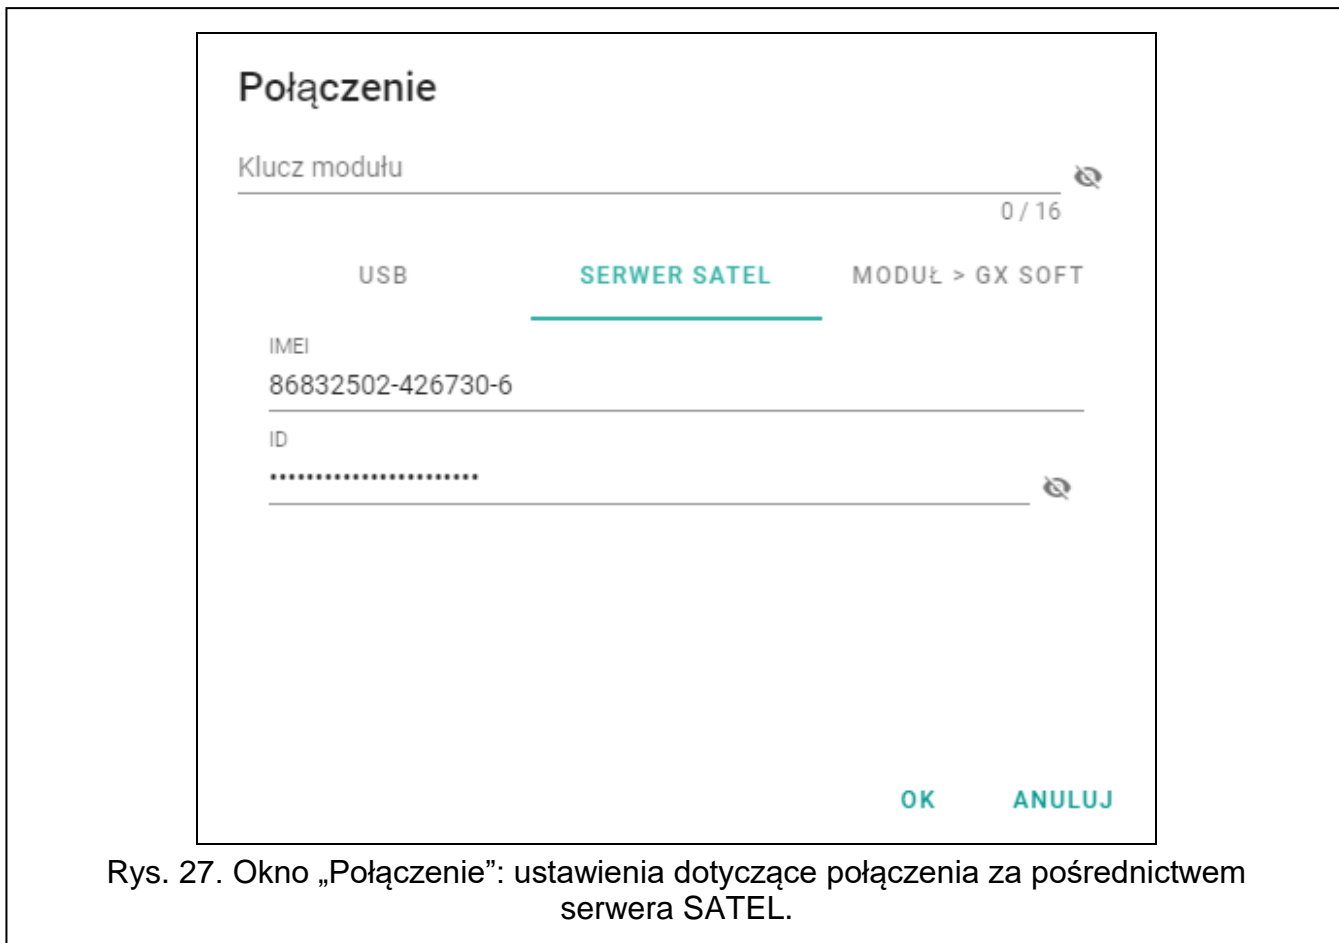 Połączenie
Klucz modułu
0 / 16
USB SERWER SATEL MODUŁ > GX SOFT
IMEI
86832502-426730-6
ID
•••••••••••••••••••••••
OK ANULUJ
Rys. 27. Okno „Połączenie”: ustawienia dotyczące połączenia za pośrednictwem
serwera SATEL.